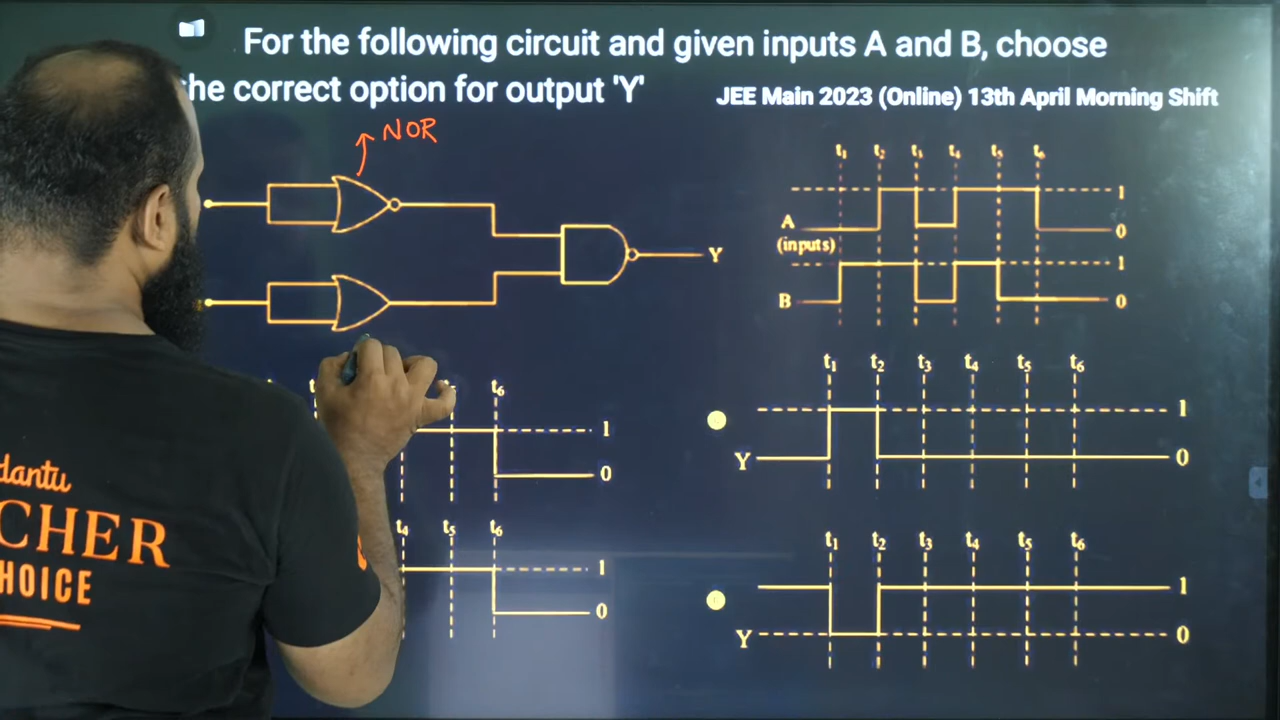 For the following circuit and given inputs A and B, choose
he correct option for output 'Y'
JEE Main 2023 (Online) 13th April Morning Shift
NOR
Y
t₁ t₂ t₃ t₄ t₅ t₆
1
A
0
(inputs)
1
B
0
t₆
1
0
t₄ t₅ t₆
1
0
t₁ t₂ t₃ t₄ t₅ t₆
1
Y
0
t₁ t₂ t₃ t₄ t₅ t₆
1
Y
0
dantu
CHER
HOICE